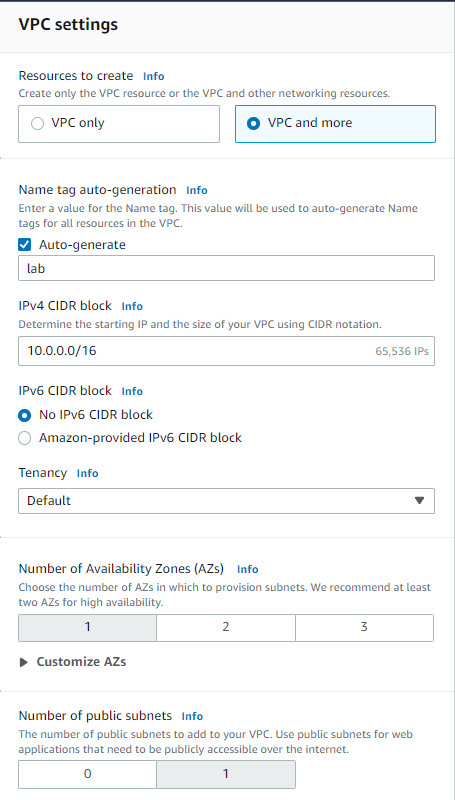 VPC settings
Resources to create Info
Create only the VPC resource or the VPC and other networking resources.
VPC only
VPC and more
Name tag auto-generation Info
Enter a value for the Name tag. This value will be used to auto-generate Name
tags for all resources in the VPC.
Auto-generate
lab
IPv4 CIDR block Info
Determine the starting IP and the size of your VPC using CIDR notation.
10.0.0.0/16 65,536 IPs
IPv6 CIDR block Info
No IPv6 CIDR block
Amazon-provided IPv6 CIDR block
Tenancy Info
Default
Number of Availability Zones (AZs) Info
Choose the number of AZs in which to provision subnets. We recommend at least
two AZs for high availability.
1 2 3
Customize AZs
Number of public subnets Info
The number of public subnets to add to your VPC. Use public subnets for web
applications that need to be publicly accessible over the internet.
0 1